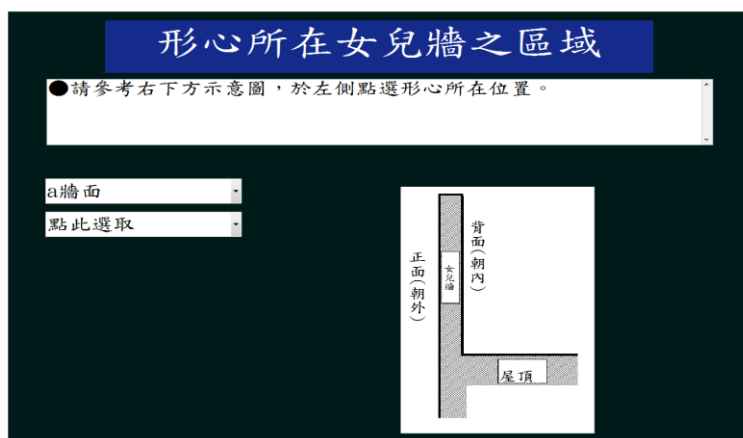 形心所在女兒牆之區域
●請參考右下方示意圖，於左側點選形心所在位置。
a牆面
點此選取
正面(朝外)
女兒牆
背面(朝內)
屋頂